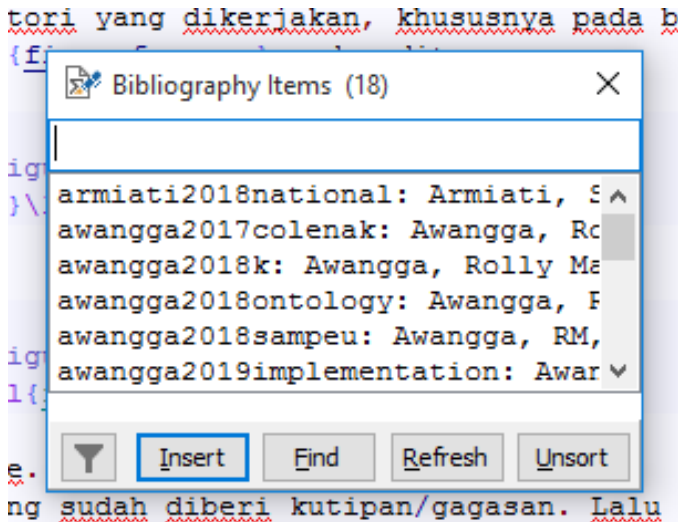 tori yang dikerjakan, khususnya pada b
Bibliography Items (18)
armiati2018national: Armiati, S
awangga2017colenak: Awangga, Ro
awangga2018k: Awangga, Rolly Ma
awangga2018ontology: Awangga, R
awangga2018sampeu: Awangga, RM,
awangga2019implementation: Awan
Insert Find Refresh Unsort
e.
ng sudah diberi kutipan/gagasan. Lalu